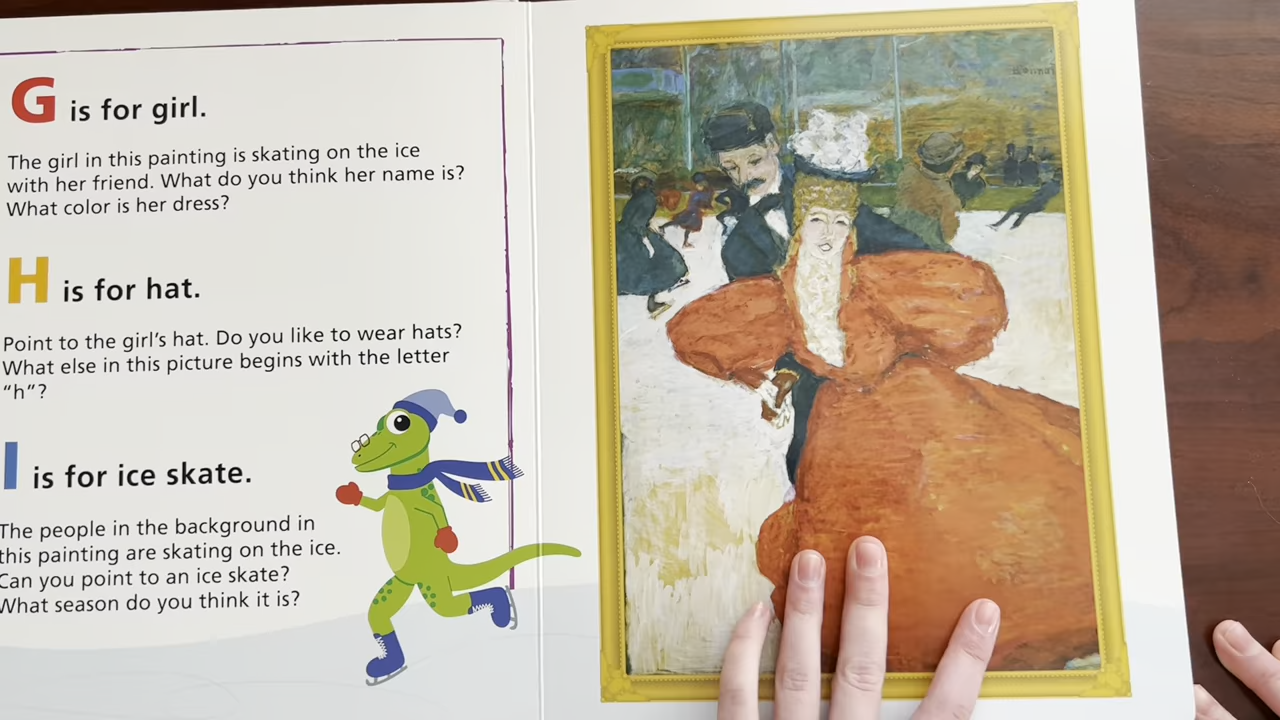 G is for girl.
The girl in this painting is skating on the ice
with her friend. What do you think her name is?
What color is her dress?
H is for hat.
Point to the girl's hat. Do you like to wear hats?
What else in this picture begins with the letter
“h”?
I is for ice skate.
The people in the background in
this painting are skating on the ice.
Can you point to an ice skate?
What season do you think it is?